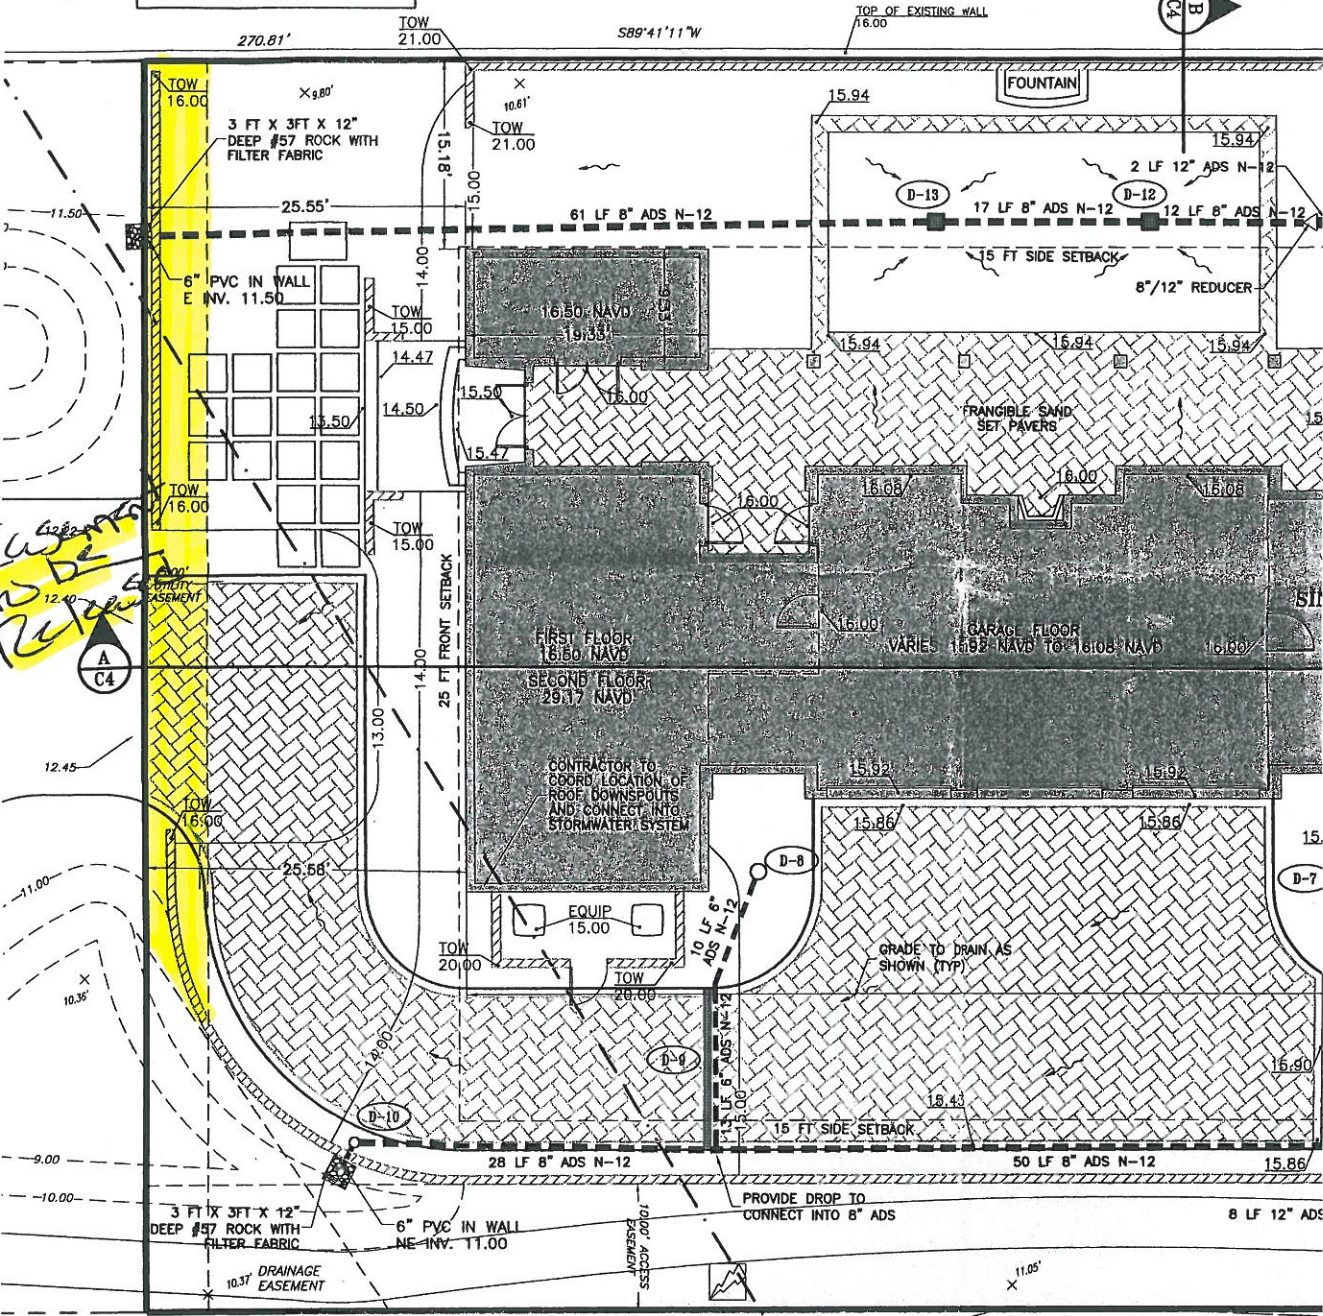 TOW
21.00
270.81'
S89°41'11"W
TOP OF EXISTING WALL
16.00
B
C4
TOW
16.00
9.80'
10.61'
FOUNTAIN
3 FT X 3FT X 12"
DEEP #57 ROCK WITH
FILTER FABRIC
15.18'
TOW
21.00
15.94
15.94
2 LF 12" ADS N-12
15.00
D-13
D-12
11.50
25.55'
61 LF 8" ADS N-12
17 LF 8" ADS N-12
12 LF 8" ADS N-12
14.00
15 FT SIDE SETBACK
6" PVC IN WALL
E INV. 11.50
8"/12" REDUCER
16.50 NAVD
19.33'
9.33'
TOW
15.00
14.47
15.94
15.94
15.94
15.50
16.00
14.50
13.50
15.47
FRANGIBLE SAND
SET PAVERS
16.00
TOW
16.00
16.08
16.08
16.00
TOW
15.00
UTILITY
EASEMENT
12.40
25 FT FRONT SETBACK
A
C4
14.00
13.00
FIRST FLOOR
16.50 NAVD
SECOND FLOOR
29.17 NAVD
16.00
GARAGE FLOOR
VARIES 15.92 NAVD TO 16.08 NAVD
16.00
12.45
CONTRACTOR TO
COORD LOCATION OF
ROOF DOWNSPOUTS
AND CONNECT INTO
STORMWATER SYSTEM
15.92
15.92
TOW
16.00
15.86
15.86
25.58'
D-8
D-7
11.00
EQUIP
15.00
10 LF 6"
ADS N-12
TOW
20.00
TOW
20.00
GRADE TO DRAIN AS
SHOWN (TYP)
10.36'
14.00
D-9
13 LF 6" ADS N-12
15.00
15.90
15.43
D-10
15 FT SIDE SETBACK
9.00
28 LF 8" ADS N-12
50 LF 8" ADS N-12
15.86
10.00
3 FT X 3FT X 12"
DEEP #57 ROCK WITH
FILTER FABRIC
6" PVC IN WALL
NE INV. 11.00
PROVIDE DROP TO
CONNECT INTO 8" ADS
8 LF 12" ADS
10.00' ACCESS
EASEMENT
10.37'
DRAINAGE
EASEMENT
11.05'